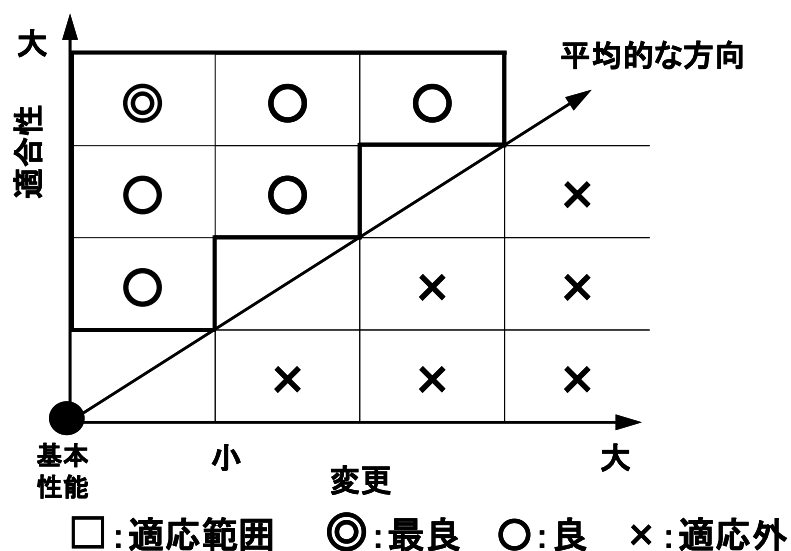 大
平均的な方向
適合性
基本
性能
小
大
変更
□:適応範囲 ◎:最良 ○:良 ×:適応外